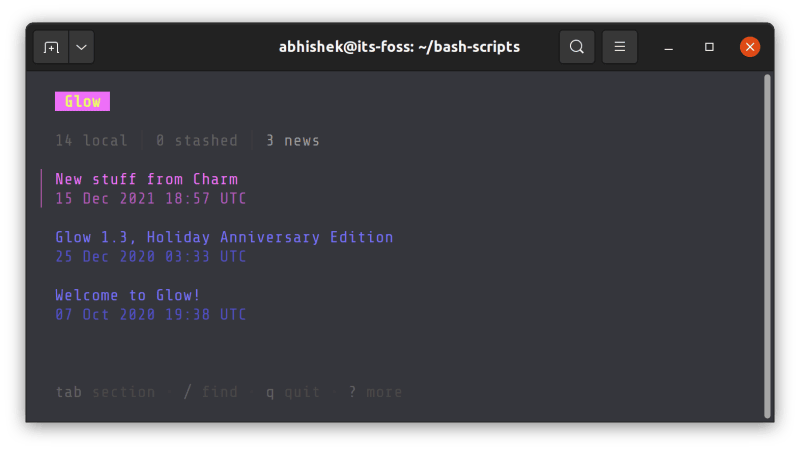 abhishek@its-foss: ~/bash-scripts
Glow
14 local │ 0 stashed │ 3 news
New stuff from Charm
15 Dec 2021 18:57 UTC
Glow 1.3, Holiday Anniversary Edition
25 Dec 2020 03:33 UTC
Welcome to Glow!
07 Oct 2020 19:38 UTC
tab section • / find • q quit • ? more